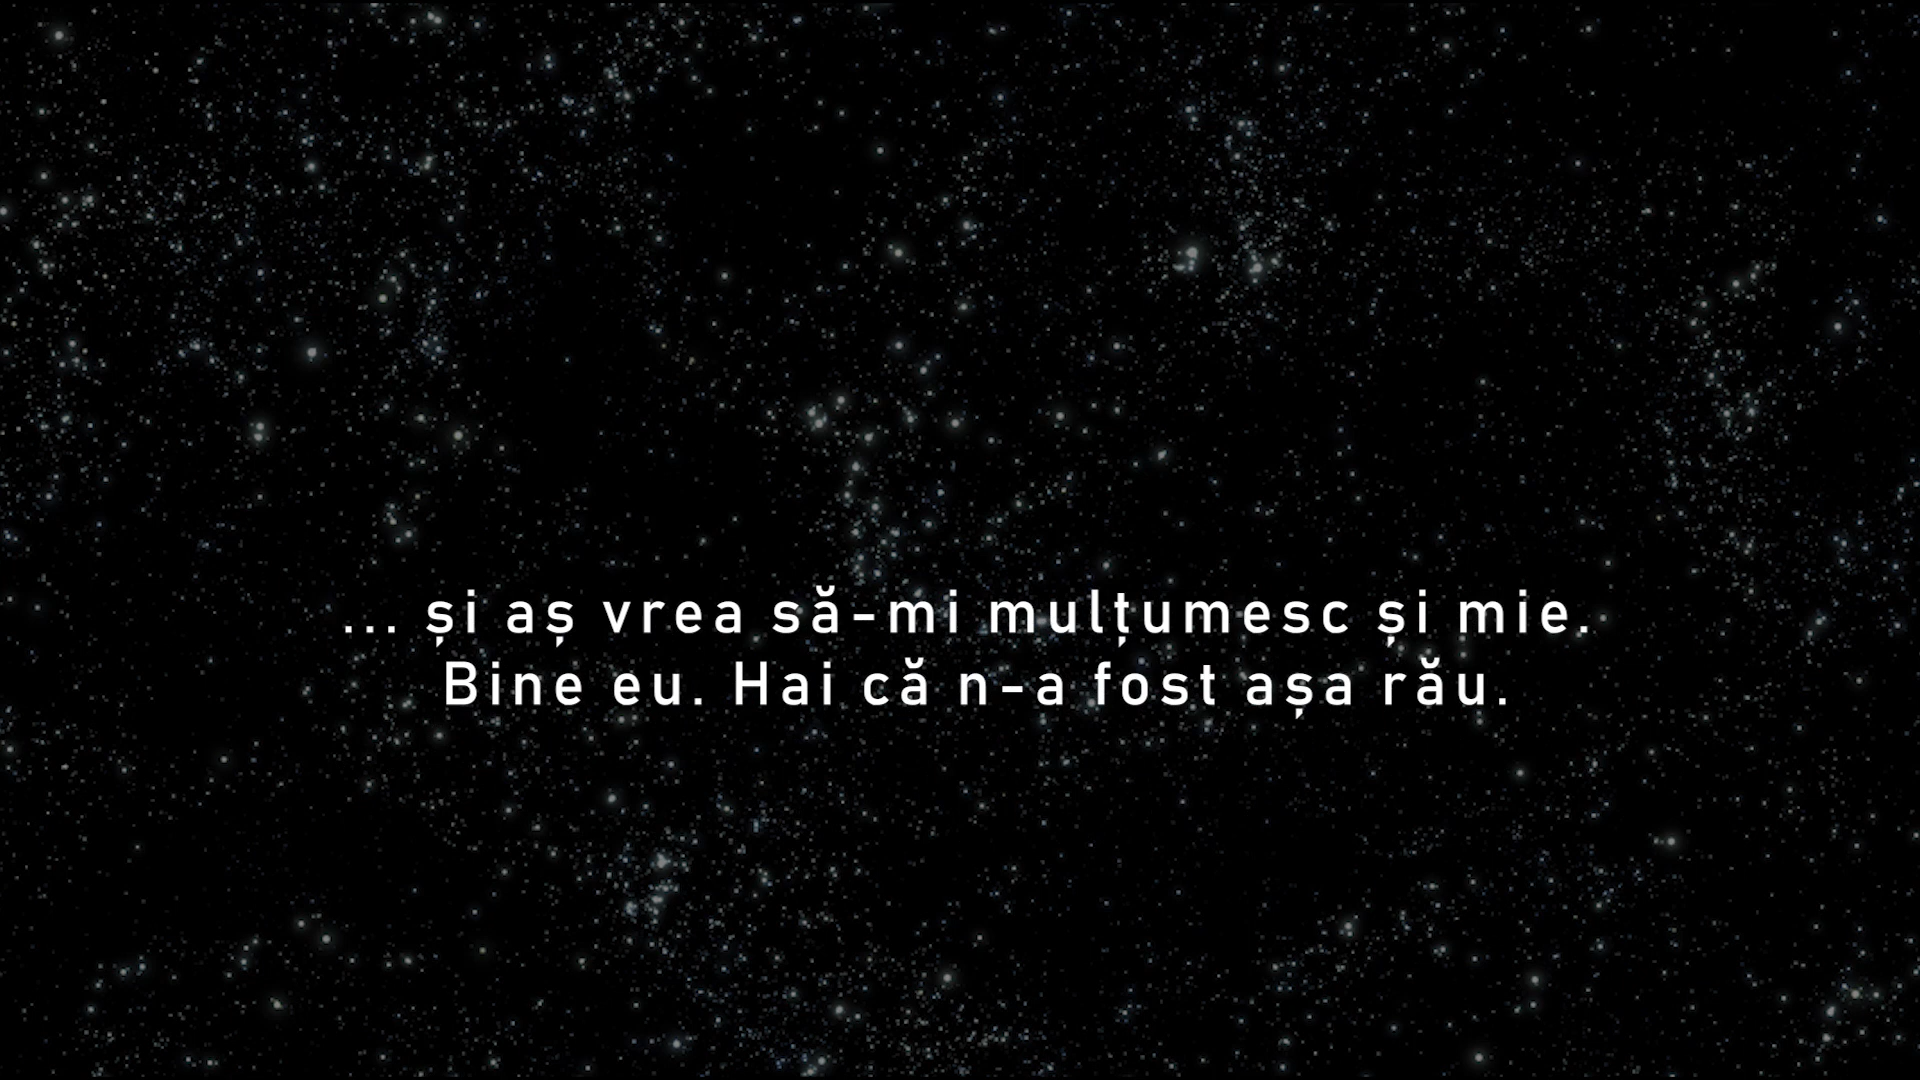 ... și aș vrea să-mi mulțumesc și mie.
Bine eu. Hai că n-a fost așa rău.